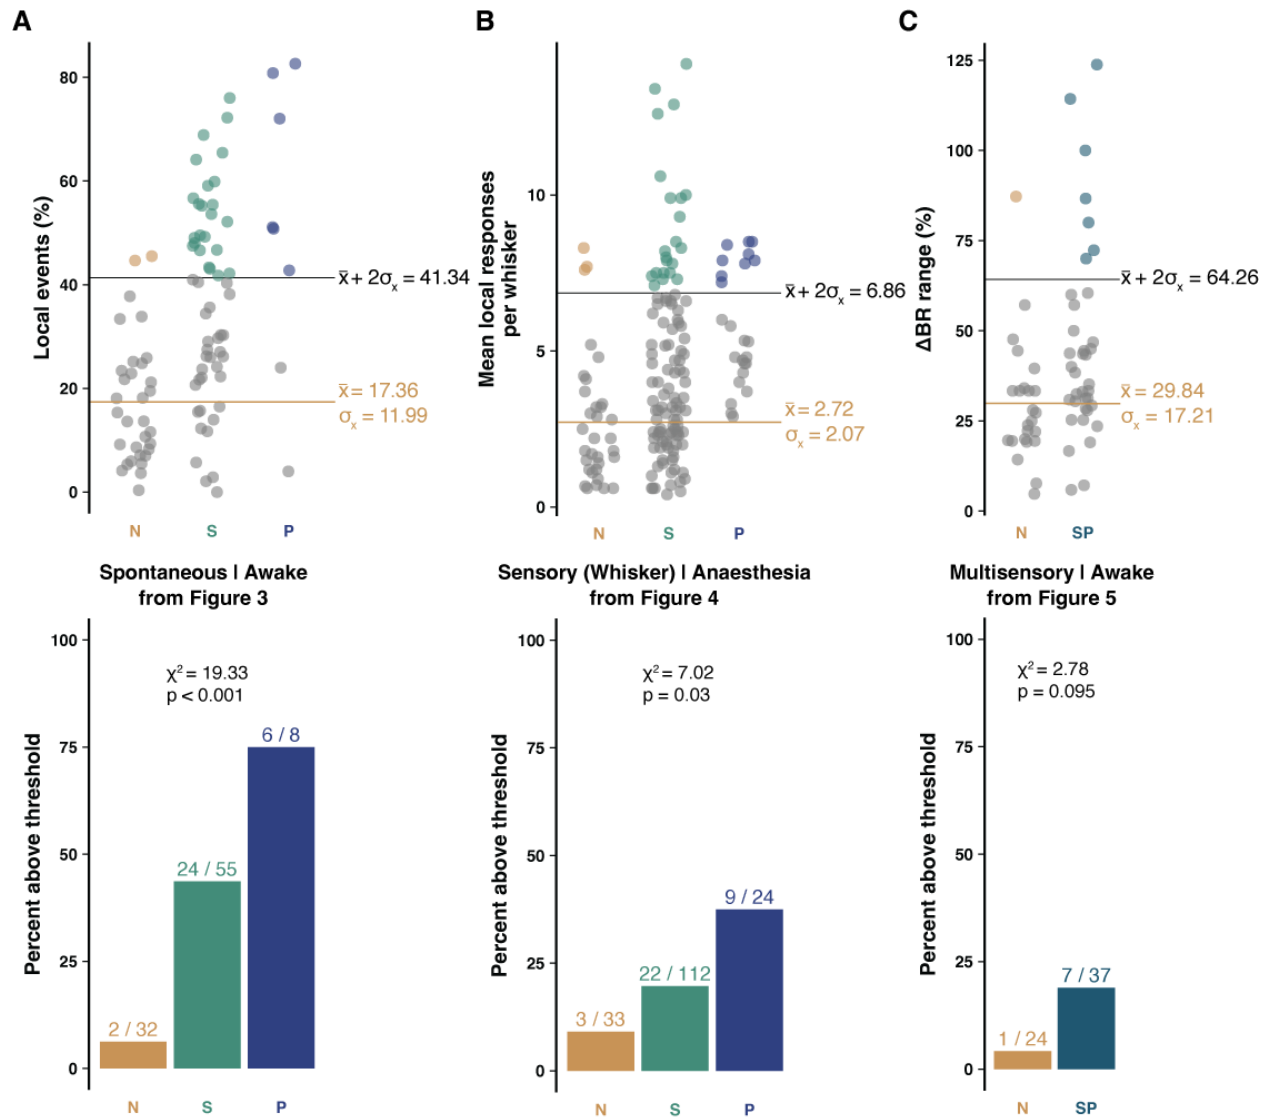 A
Local events (%)
80
60
40
20
0
x̅ + 2σx = 41.34
x̅ = 17.36
σx = 11.99
N S P
B
Mean local responses
per whisker
10
5
0
x̅ + 2σx = 6.86
x̅ = 2.72
σx = 2.07
N S P
C
ΔBR range (%)
125
100
75
50
25
0
x̅ + 2σx = 64.26
x̅ = 29.84
σx = 17.21
N SP
Spontaneous | Awake
from Figure 3
Percent above threshold
100
75
50
25
0
χ² = 19.33
p < 0.001
2 / 32
24 / 55
6 / 8
N S P
Sensory (Whisker) | Anaesthesia
from Figure 4
Percent above threshold
100
75
50
25
0
χ² = 7.02
p = 0.03
3 / 33
22 / 112
9 / 24
N S P
Multisensory | Awake
from Figure 5
Percent above threshold
100
75
50
25
0
χ² = 2.78
p = 0.095
1 / 24
7 / 37
N SP